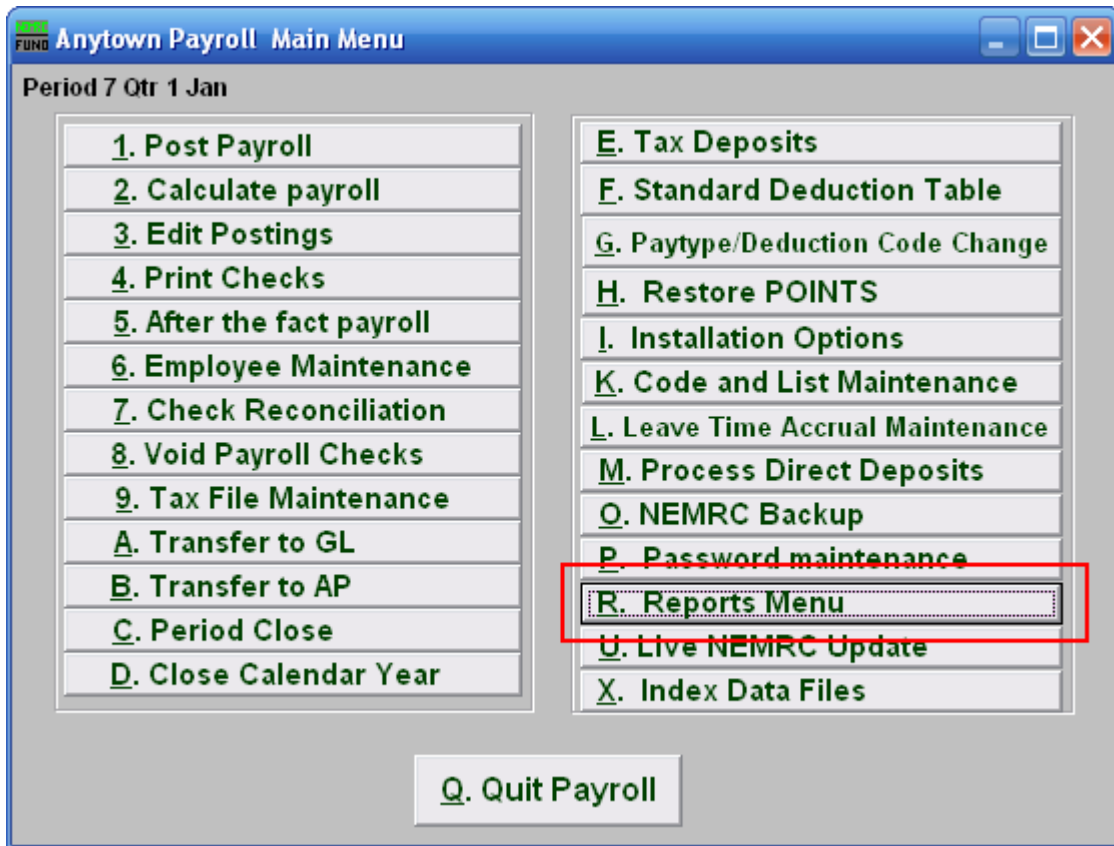 NEMRC
FUND Anytown Payroll Main Menu
Period 7 Qtr 1 Jan
1. Post Payroll
2. Calculate payroll
3. Edit Postings
4. Print Checks
5. After the fact payroll
6. Employee Maintenance
7. Check Reconciliation
8. Void Payroll Checks
9. Tax File Maintenance
A. Transfer to GL
B. Transfer to AP
C. Period Close
D. Close Calendar Year
E. Tax Deposits
F. Standard Deduction Table
G. Paytype/Deduction Code Change
H. Restore POINTS
I. Installation Options
K. Code and List Maintenance
L. Leave Time Accrual Maintenance
M. Process Direct Deposits
O. NEMRC Backup
P. Password maintenance
R. Reports Menu
U. Live NEMRC Update
X. Index Data Files
Q. Quit Payroll